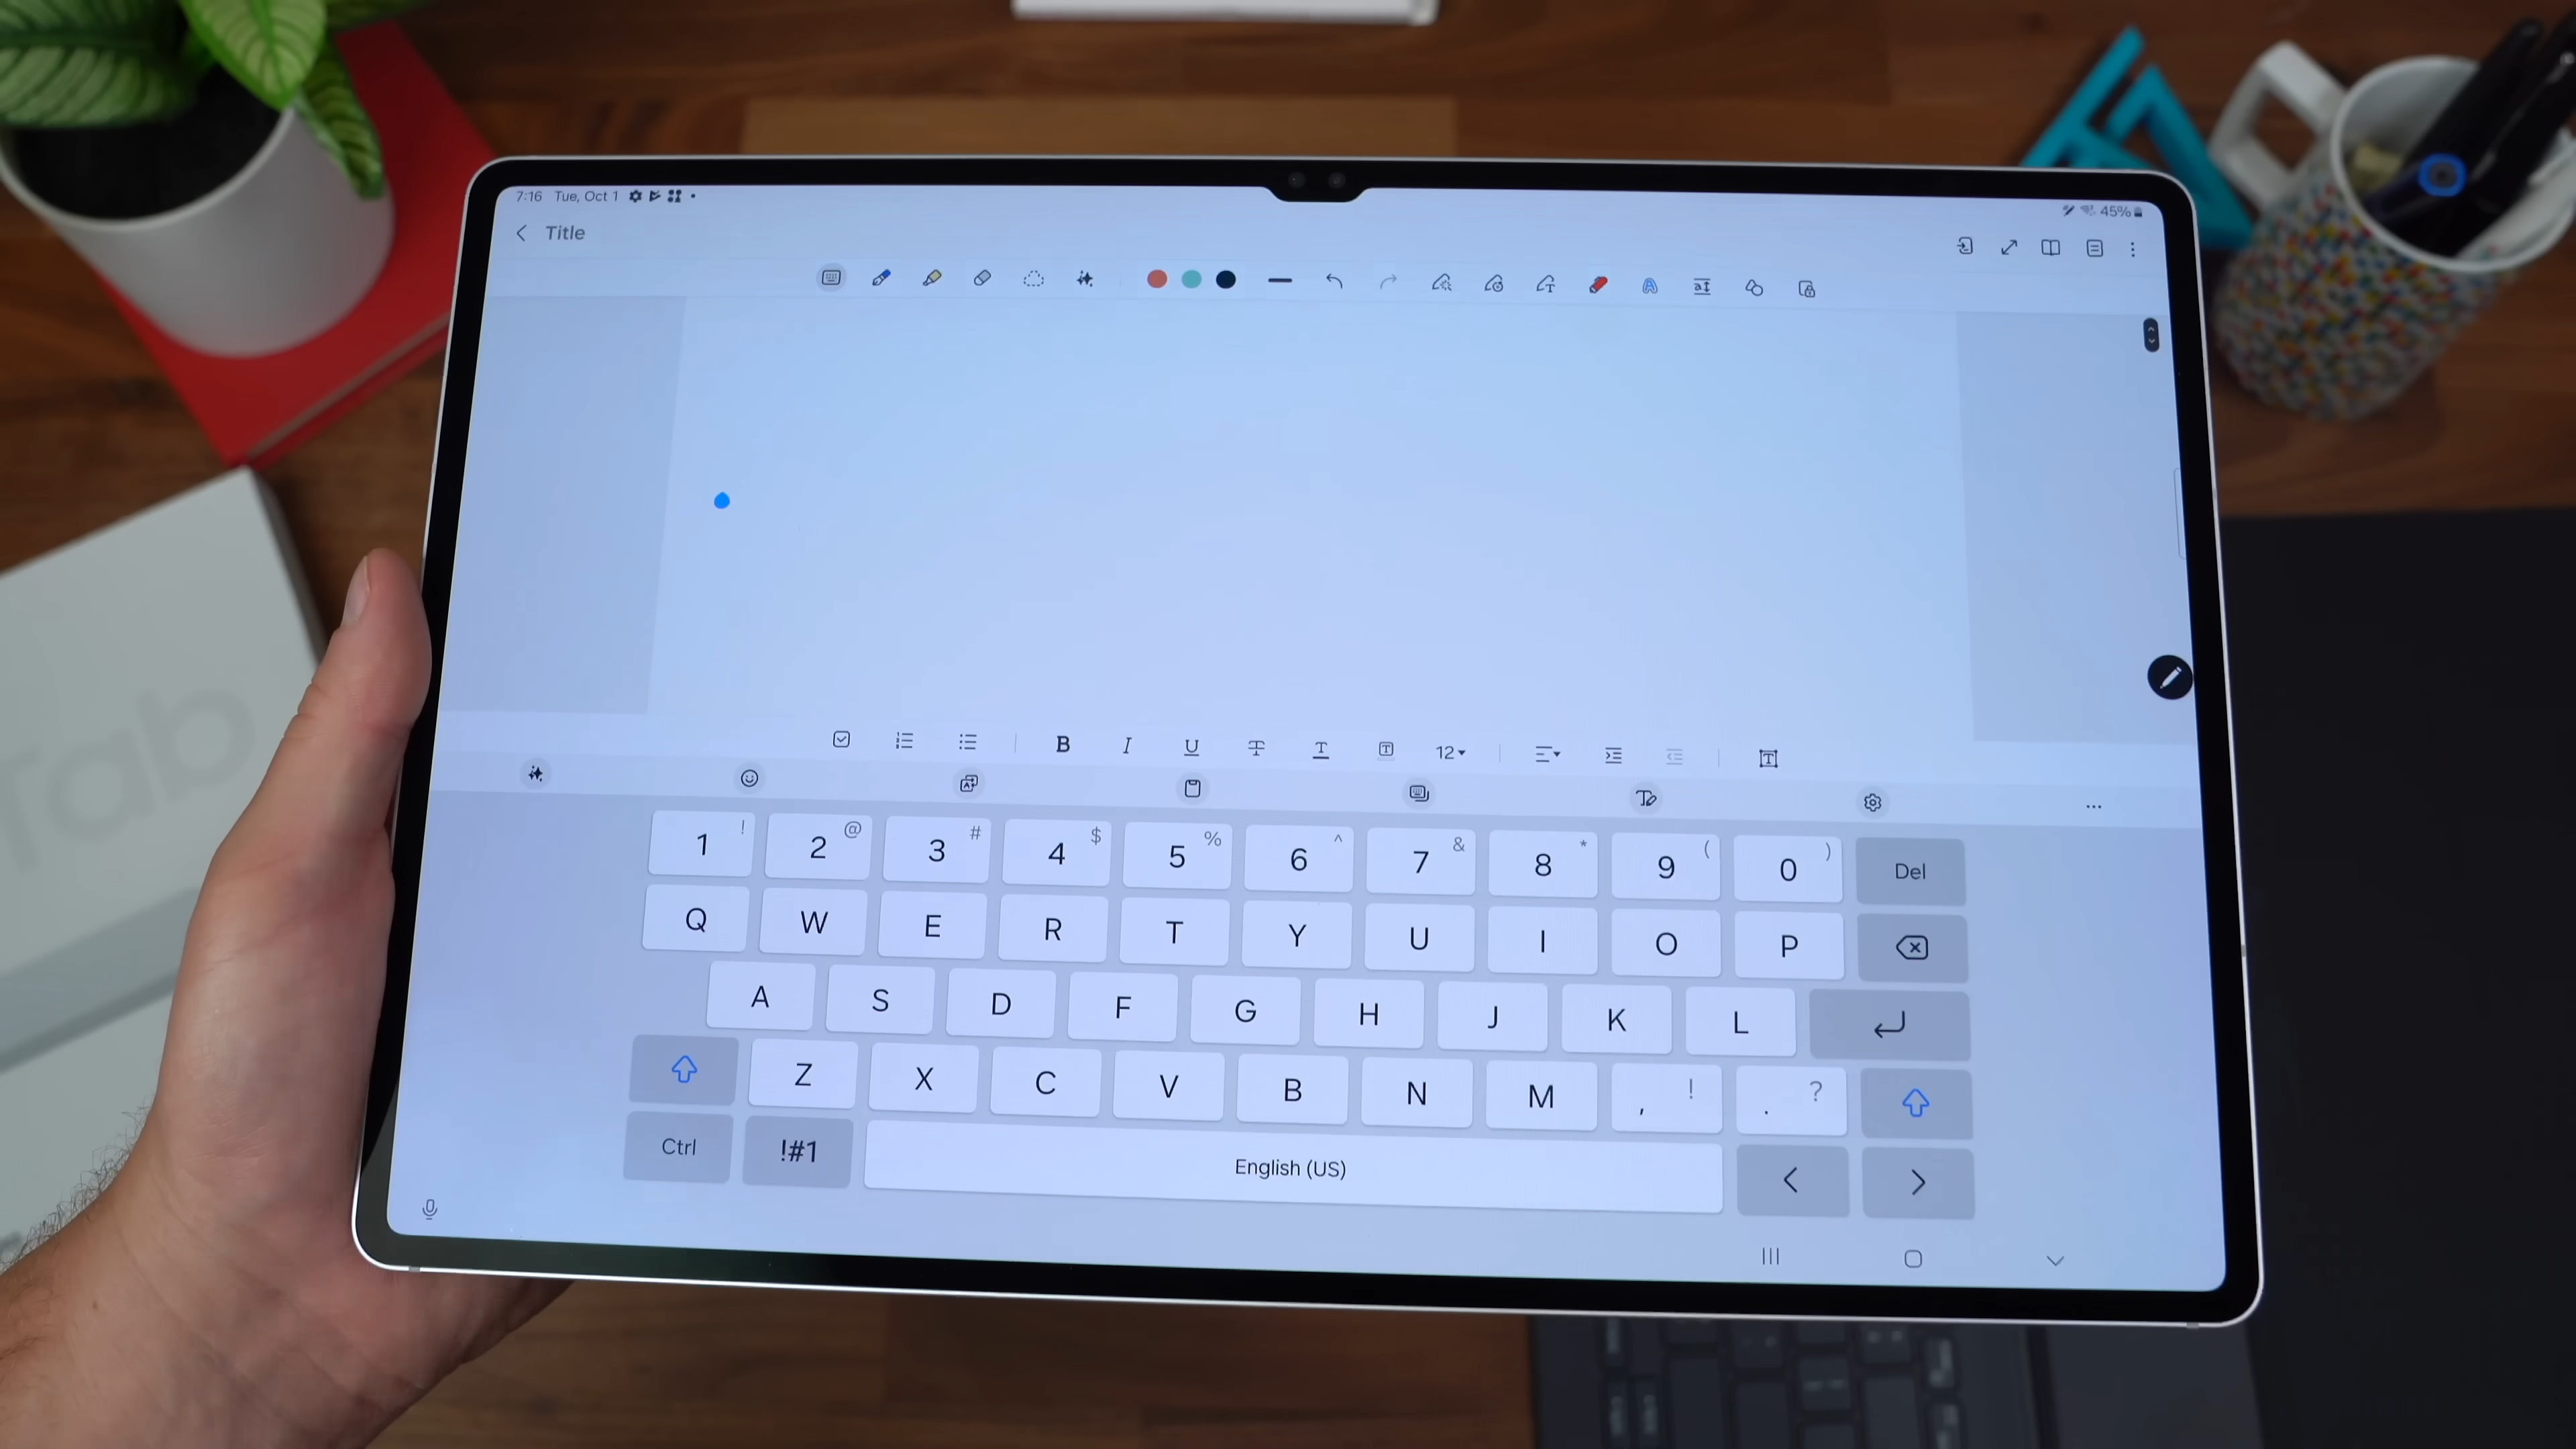 7:16 Tue, Oct 1
45%
Title
B I U T T T 12
T
1 ! 2 @ 3 # 4 $ 5 % 6 ^ 7 & 8 * 9 ( 0 ) Del
Q W E R T Y U I O P
A S D F G H J K L
Z X C V B N M , ! . ?
Ctrl !#1 English (US) < >
Tab